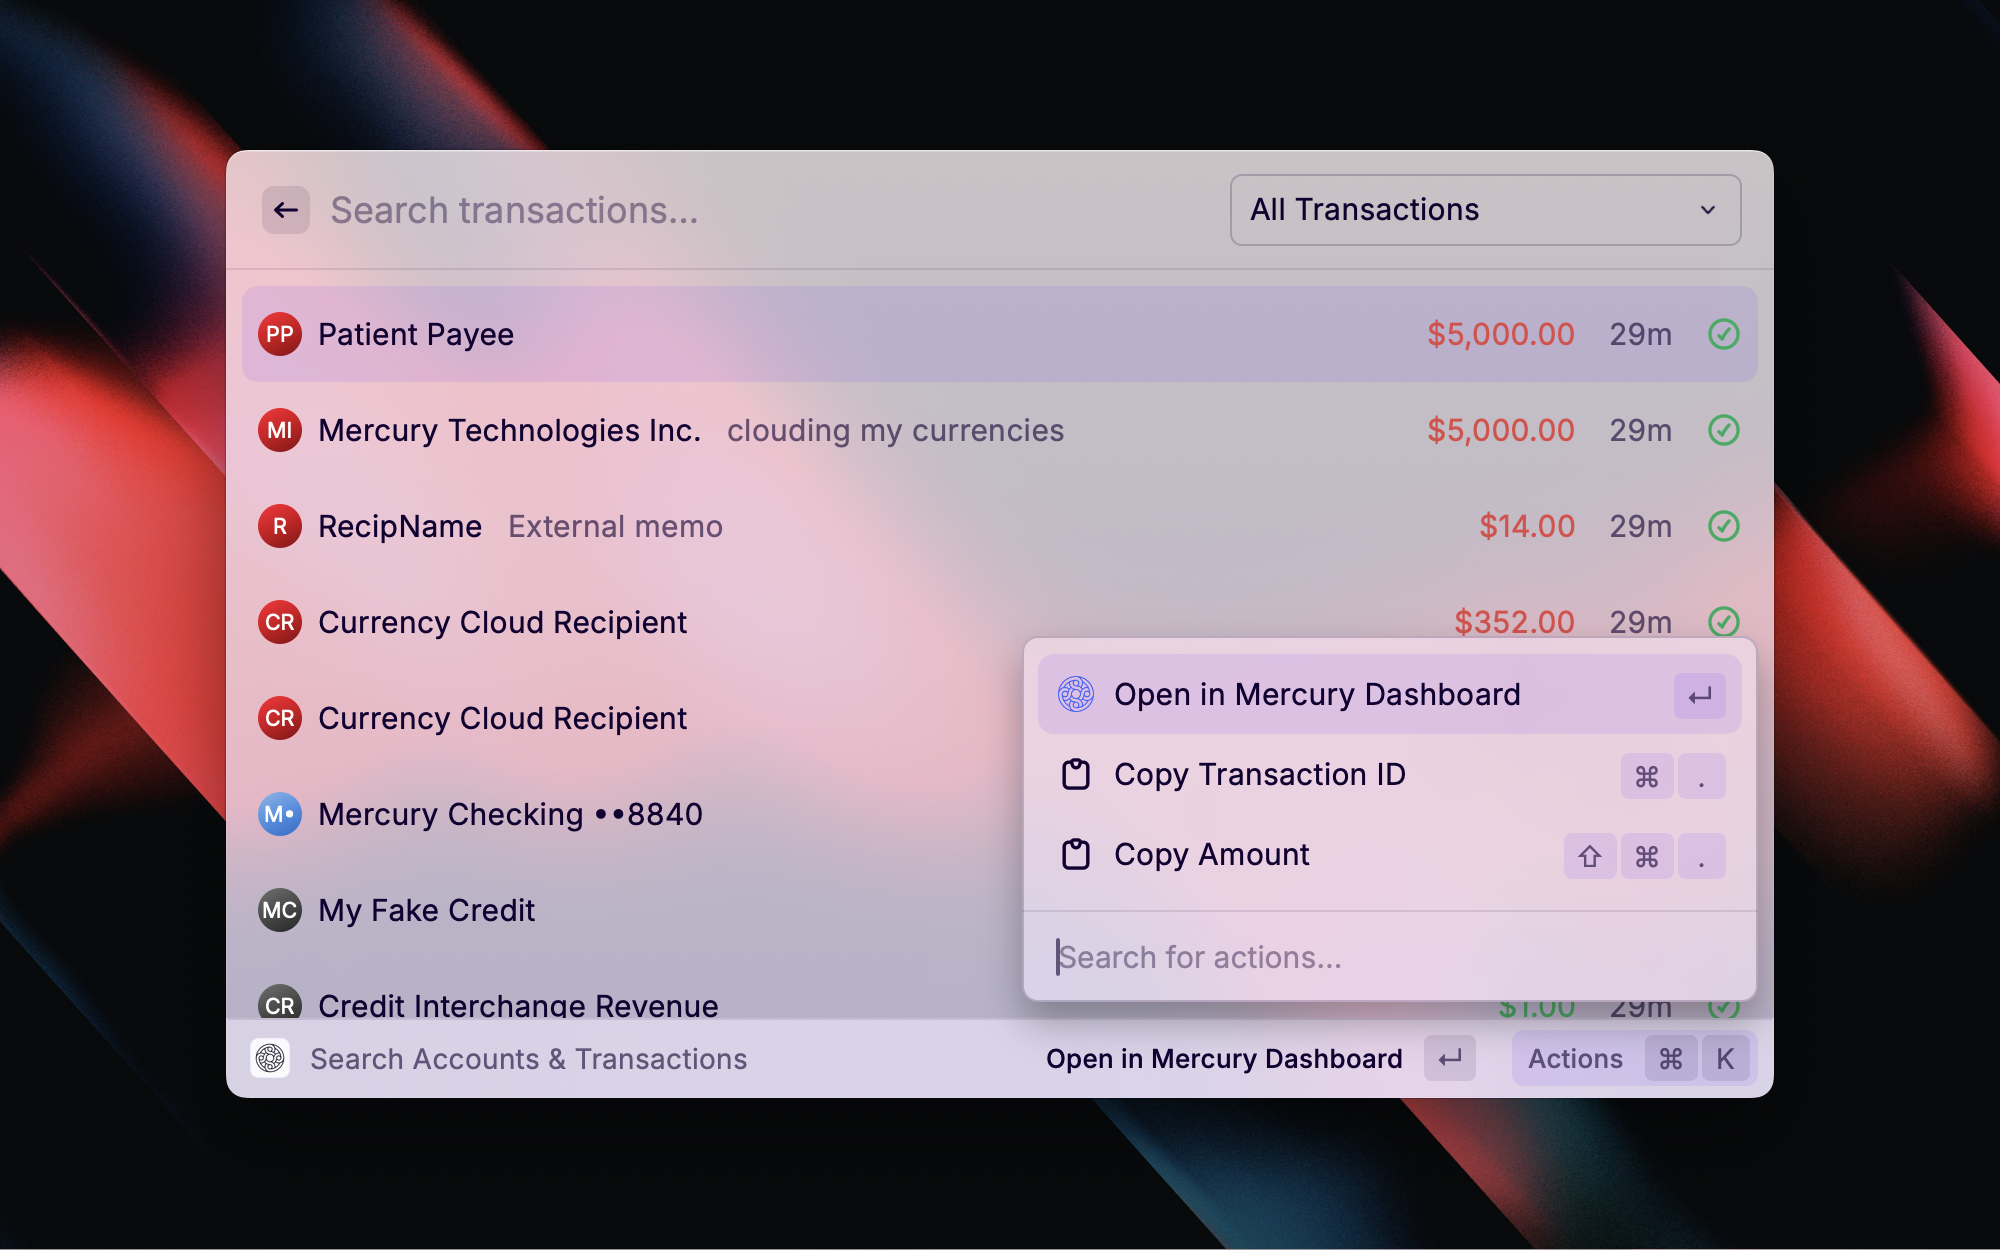 Search transactions...
All Transactions
PP Patient Payee $5,000.00 29m
MI Mercury Technologies Inc. clouding my currencies $5,000.00 29m
R RecipName External memo $14.00 29m
CR Currency Cloud Recipient $352.00 29m
CR Currency Cloud Recipient
M• Mercury Checking ••8840
MC My Fake Credit
CR Credit Interchange Revenue $1.00 29m
Open in Mercury Dashboard ↵
Copy Transaction ID ⌘ .
Copy Amount ⇧ ⌘ .
Search for actions...
Search Accounts & Transactions
Open in Mercury Dashboard ↵
Actions ⌘ K